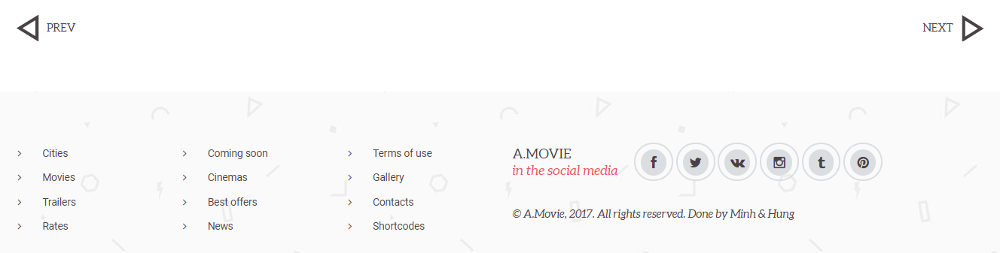 PREV
NEXT
Cities
Movies
Trailers
Rates
Coming soon
Cinemas
Best offers
News
Terms of use
Gallery
Contacts
Shortcodes
A.MOVIE
in the social media
© A.Movie, 2017. All rights reserved. Done by Minh & Hung